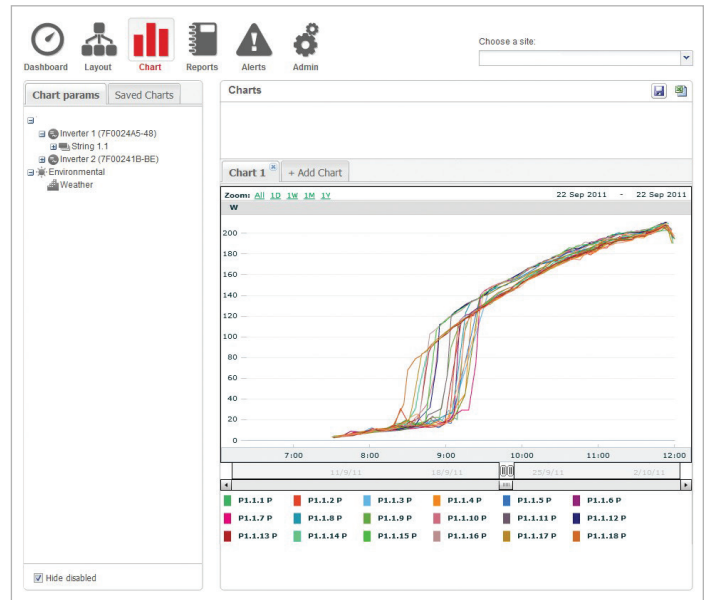 Dashboard Layout Chart Reports Alerts Admin
Choose a site:
Chart params Saved Charts
Inverter 1 (7F0024A5-48)
String 1.1
Inverter 2 (7F00241B-BE)
Environmental
Weather
Hide disabled
Charts
Chart 1 + Add Chart
Zoom: All 1D 1W 1M 1Y 22 Sep 2011 - 22 Sep 2011
W
200
180
160
140
120
100
80
60
40
20
0
7:00 8:00 9:00 10:00 11:00 12:00
11/9/11 18/9/11 25/9/11 2/10/11
P1.1.1 P P1.1.2 P P1.1.3 P P1.1.4 P P1.1.5 P P1.1.6 P
P1.1.7 P P1.1.8 P P1.1.9 P P1.1.10 P P1.1.11 P P1.1.12 P
P1.1.13 P P1.1.14 P P1.1.15 P P1.1.16 P P1.1.17 P P1.1.18 P